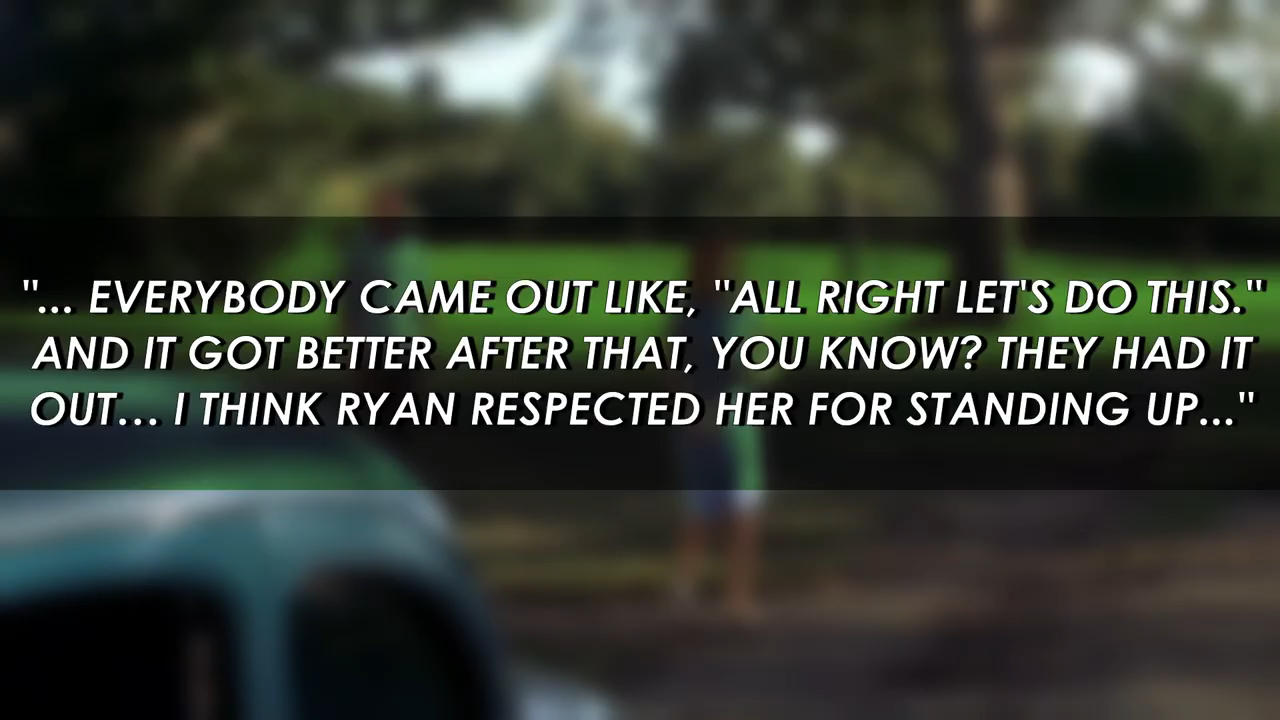 "... EVERYBODY CAME OUT LIKE, "ALL RIGHT LET'S DO THIS."
AND IT GOT BETTER AFTER THAT, YOU KNOW? THEY HAD IT
OUT... I THINK RYAN RESPECTED HER FOR STANDING UP..."